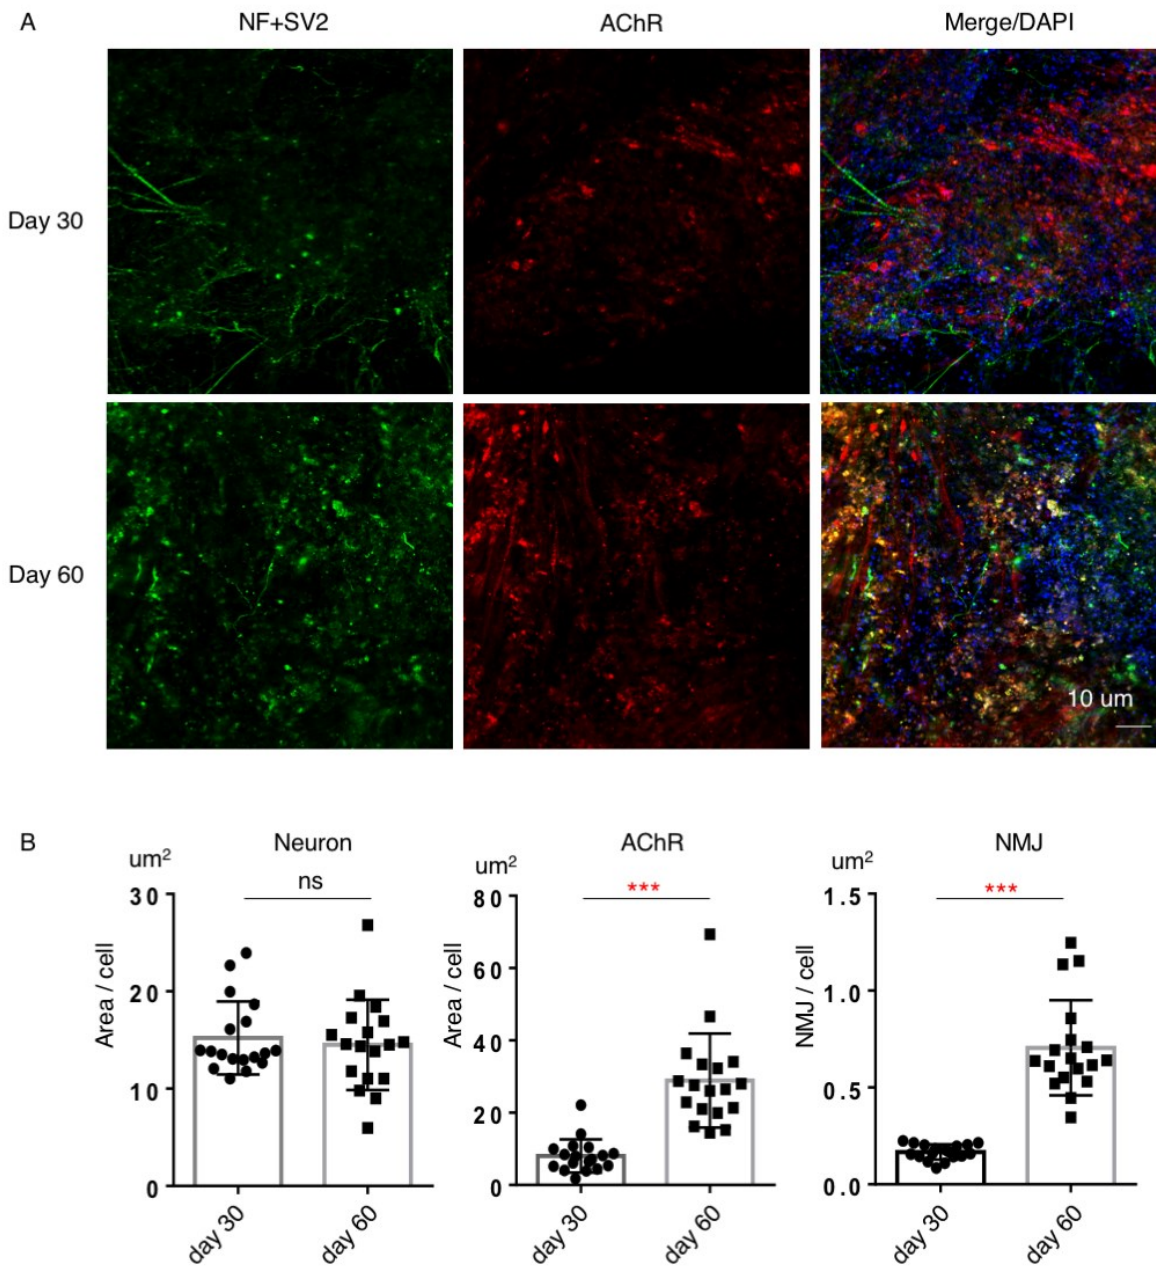 A
NF+SV2
AChR
Merge/DAPI
Day 30
Day 60
10 um
B
Neuron
AChR
NMJ
um²
um²
um²
ns
***
***
30
20
10
0
Area / cell
day 30
day 60
80
60
40
20
0
Area / cell
day 30
day 60
1.5
1.0
0.5
0.0
NMJ / cell
day 30
day 60